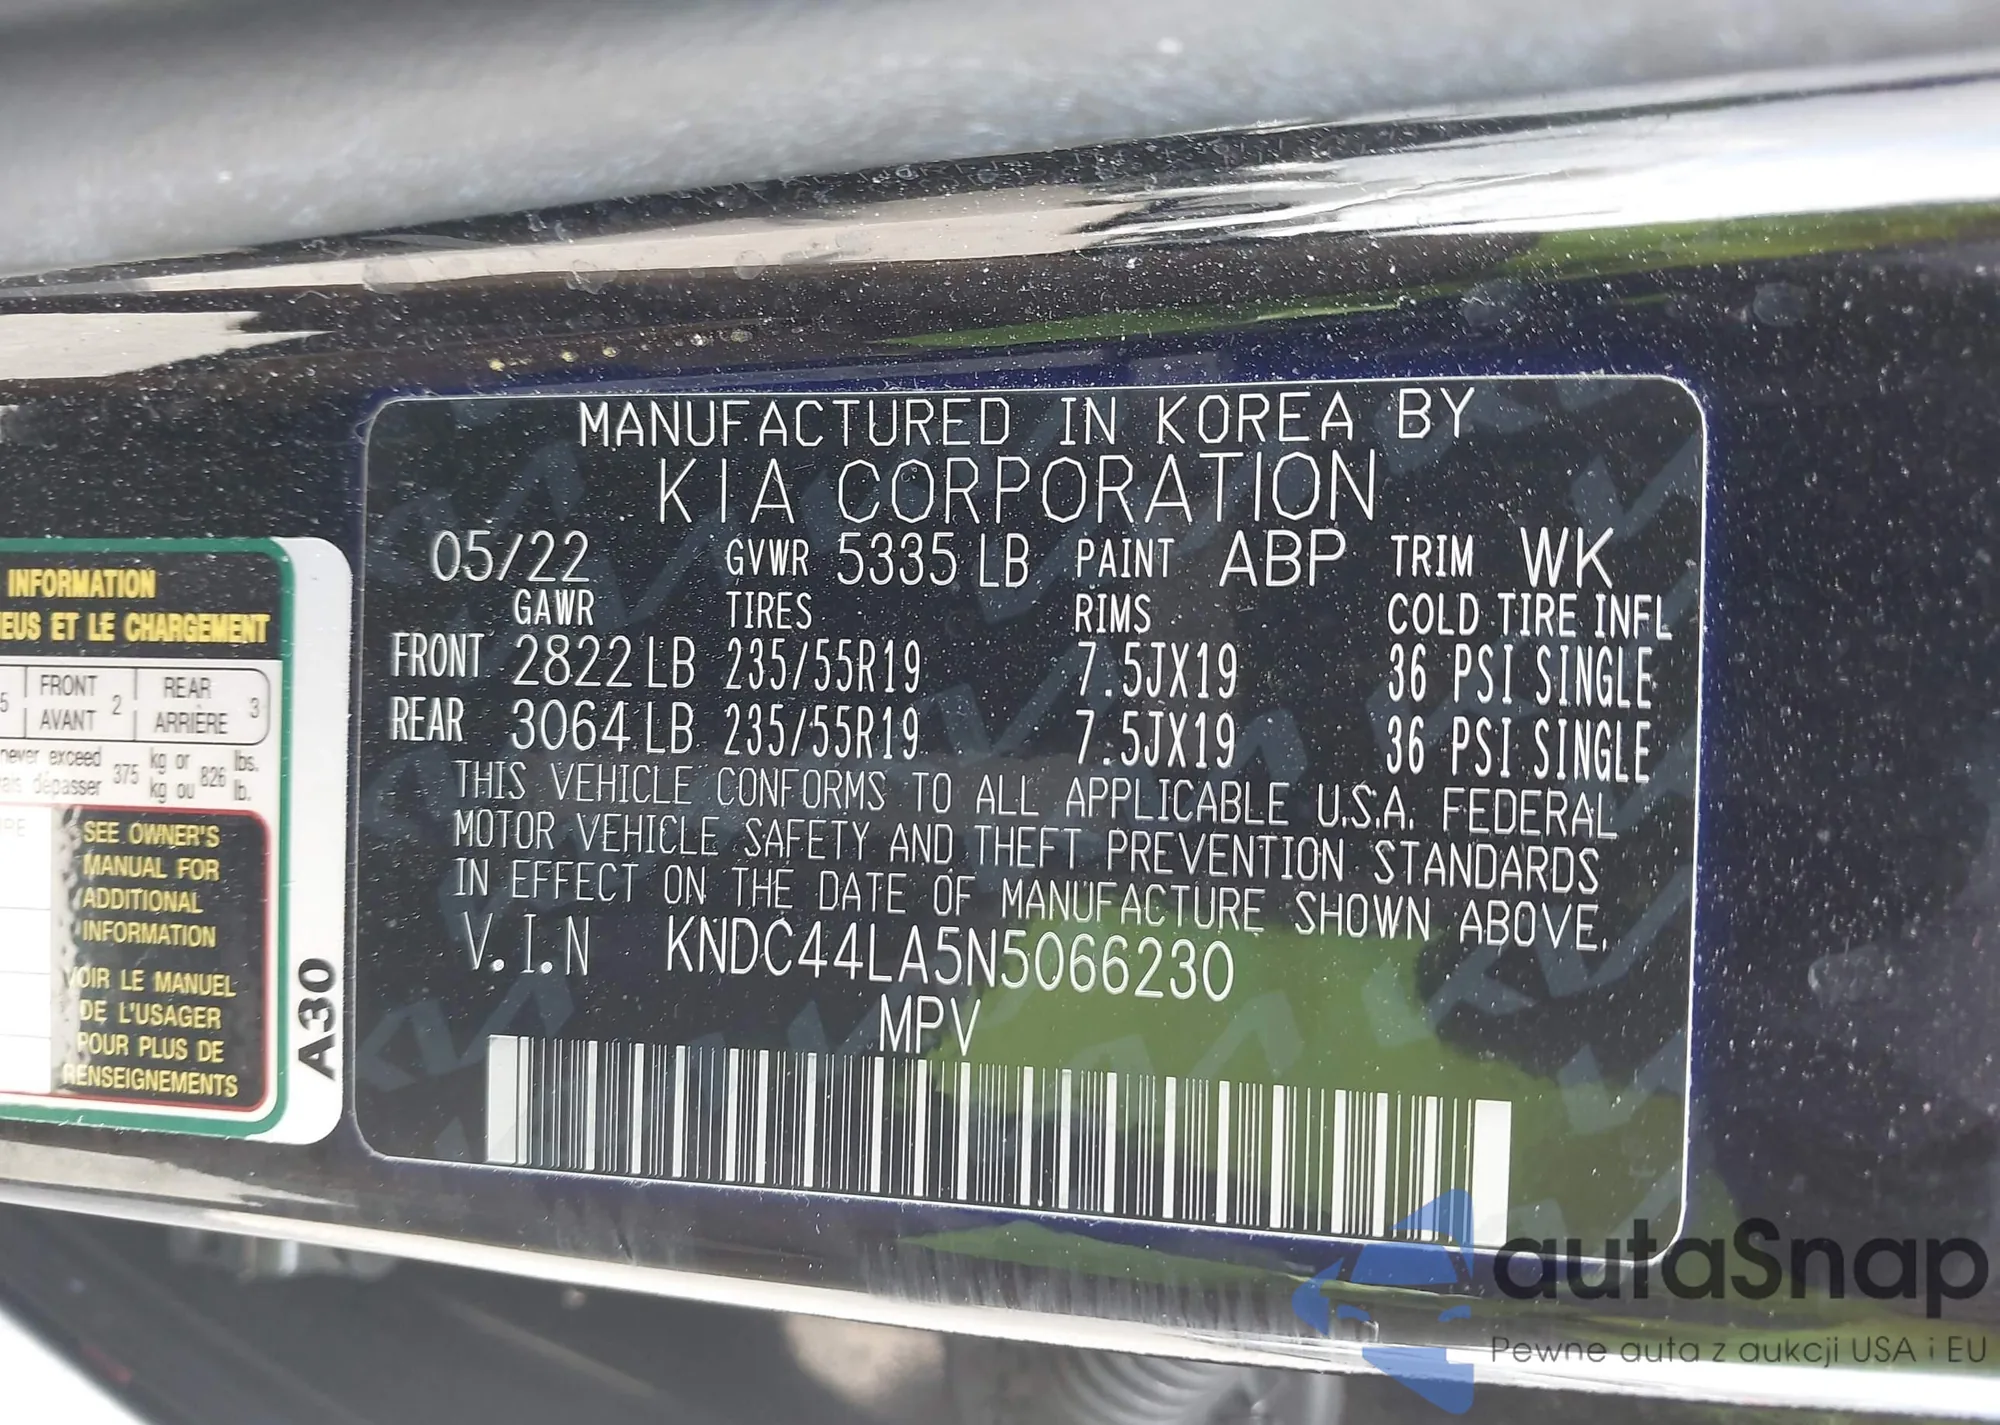 MANUFACTURED IN KOREA BY
KIA CORPORATION
05/22 GVWR 5335 LB PAINT ABP TRIM WK
GAWR TIRES RIMS COLD TIRE INFL
FRONT 2822 LB 235/55R19 7.5JX19 36 PSI SINGLE
REAR 3064 LB 235/55R19 7.5JX19 36 PSI SINGLE
THIS VEHICLE CONFORMS TO ALL APPLICABLE U.S.A. FEDERAL
MOTOR VEHICLE SAFETY AND THEFT PREVENTION STANDARDS
IN EFFECT ON THE DATE OF MANUFACTURE SHOWN ABOVE.
V.I.N KNDC44LA5N5066230
MPV
INFORMATION
ET LE CHARGEMENT
5 FRONT 2 REAR 3
AVANT ARRIÈRE
never exceed 375 kg or 826 lbs.
dépasser kg ou lb.
SEE OWNER'S
MANUAL FOR
ADDITIONAL
INFORMATION
VOIR LE MANUEL
DE L'USAGER
POUR PLUS DE
RENSEIGNEMENTS
A30
autaSnap
Pewne auta z aukcji USA i EU